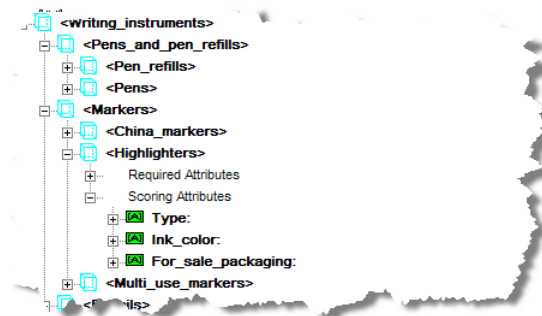 <writing_instruments>
<Pens_and_pen_refills>
<Pen_refills>
<Pens>
<Markers>
<China_markers>
<Highlighters>
Required Attributes
Scoring Attributes
[A] Type:
[A] Ink_color:
[A] For_sale_packaging:
<Multi_use_markers>